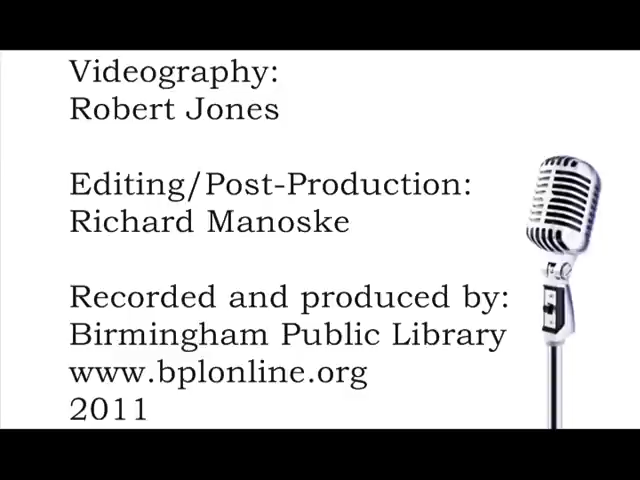 Videography:
Robert Jones
Editing/Post-Production:
Richard Manoske
Recorded and produced by:
Birmingham Public Library
www.bplonline.org
2011